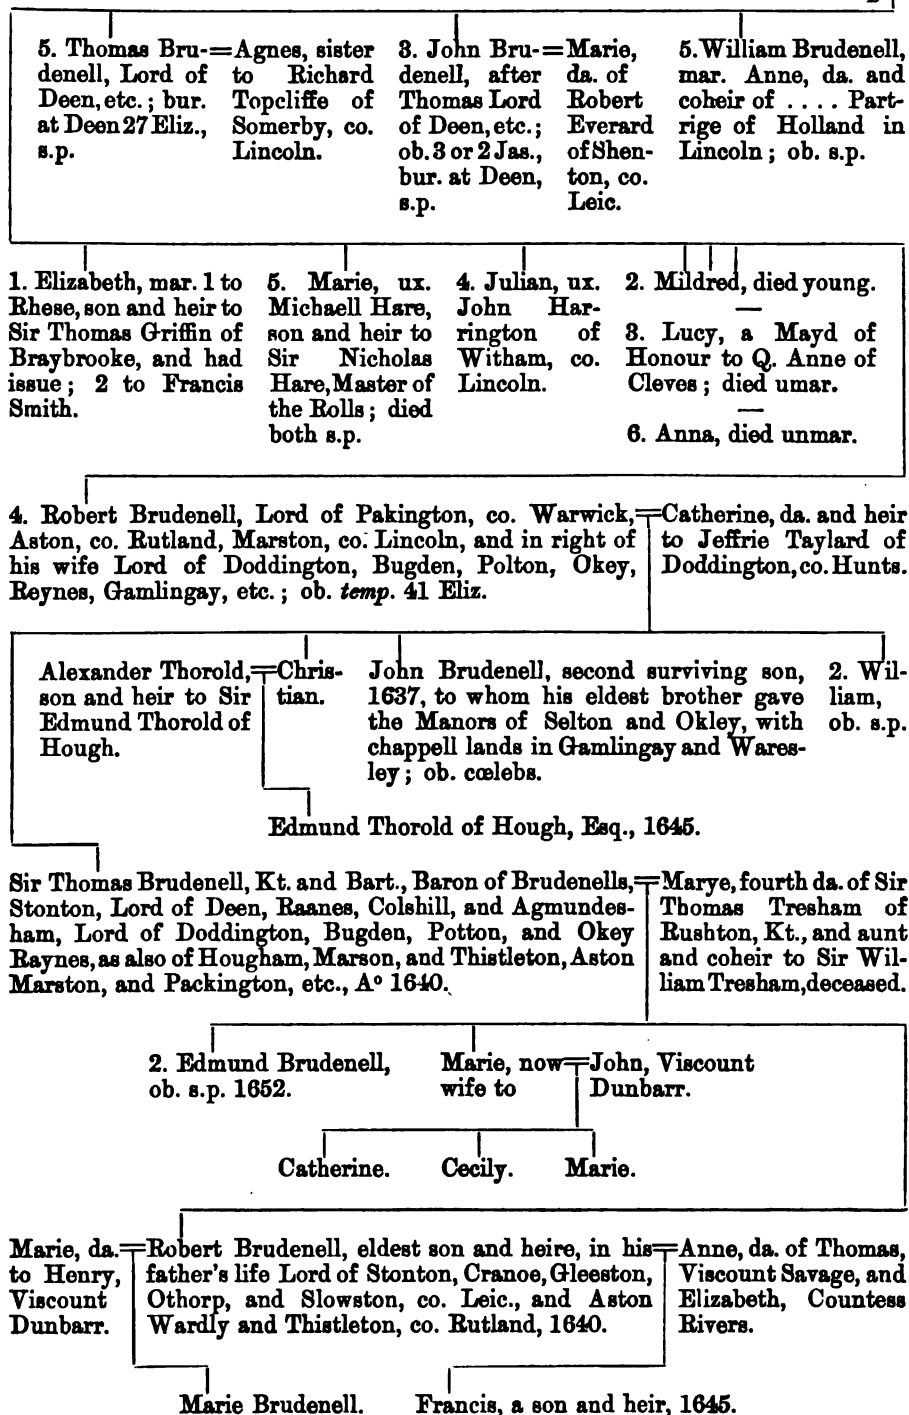 5. Thomas Bru-=Agnes, sister
denell, Lord of to Richard
Deen, etc.; bur. Topcliffe of
at Deen 27 Eliz., Somerby, co.
s.p. Lincoln.
3. John Bru-=Marie,
denell, after da. of
Thomas Lord Robert
of Deen, etc.; Everard
ob. 3 or 2 Jas., of Shen-
bur. at Deen, ton, co.
s.p. Leic.
5. William Brudenell,
mar. Anne, da. and
coheir of .... Part-
rige of Holland in
Lincoln; ob. s.p.
1. Elizabeth, mar. 1 to
Rhese, son and heir to
Sir Thomas Griffin of
Braybrooke, and had
issue; 2 to Francis
Smith.
5. Marie, ux.
Michaell Hare,
son and heir to
Sir Nicholas
Hare, Master of
the Rolls; died
both s.p.
4. Julian, ux.
John Har-
rington of
Witham, co.
Lincoln.
2. Mildred, died young.
—
3. Lucy, a Mayd of
Honour to Q. Anne of
Cleves; died umar.
—
6. Anna, died unmar.
4. Robert Brudenell, Lord of Pakington, co. Warwick,=Catherine, da. and heir
Aston, co. Rutland, Marston, co. Lincoln, and in right of to Jeffrie Taylard of
his wife Lord of Doddington, Bugden, Polton, Okey, Doddington, co. Hunts.
Reynes, Gamlingay, etc.; ob. temp. 41 Eliz.
Alexander Thorold,=Chris-
son and heir to Sir tian.
Edmund Thorold of
Hough.
John Brudenell, second surviving son,
1637, to whom his eldest brother gave
the Manors of Selton and Okley, with
chappell lands in Gamlingay and Wares-
ley; ob. cœlebs.
2. Wil-
liam,
ob. s.p.
Edmund Thorold of Hough, Esq., 1645.
Sir Thomas Brudenell, Kt. and Bart., Baron of Brudenells,=Marye, fourth da. of Sir
Stonton, Lord of Deen, Raanes, Colshill, and Agmundes- Thomas Tresham of
ham, Lord of Doddington, Bugden, Potton, and Okey Rushton, Kt., and aunt
Raynes, as also of Hougham, Marson, and Thistleton, Aston and coheir to Sir Wil-
Marston, and Packington, etc., Aº 1640. liam Tresham, deceased.
2. Edmund Brudenell,
ob. s.p. 1652.
Marie, now=John, Viscount
wife to Dunbarr.
Catherine. Cecily. Marie.
Marie, da.=Robert Brudenell, eldest son and heire, in his=Anne, da. of Thomas,
to Henry, father's life Lord of Stonton, Cranoe, Gleeston, Viscount Savage, and
Viscount Othorp, and Slowston, co. Leic., and Aston Elizabeth, Countess
Dunbarr. Wardly and Thistleton, co. Rutland, 1640. Rivers.
Marie Brudenell. Francis, a son and heir, 1645.